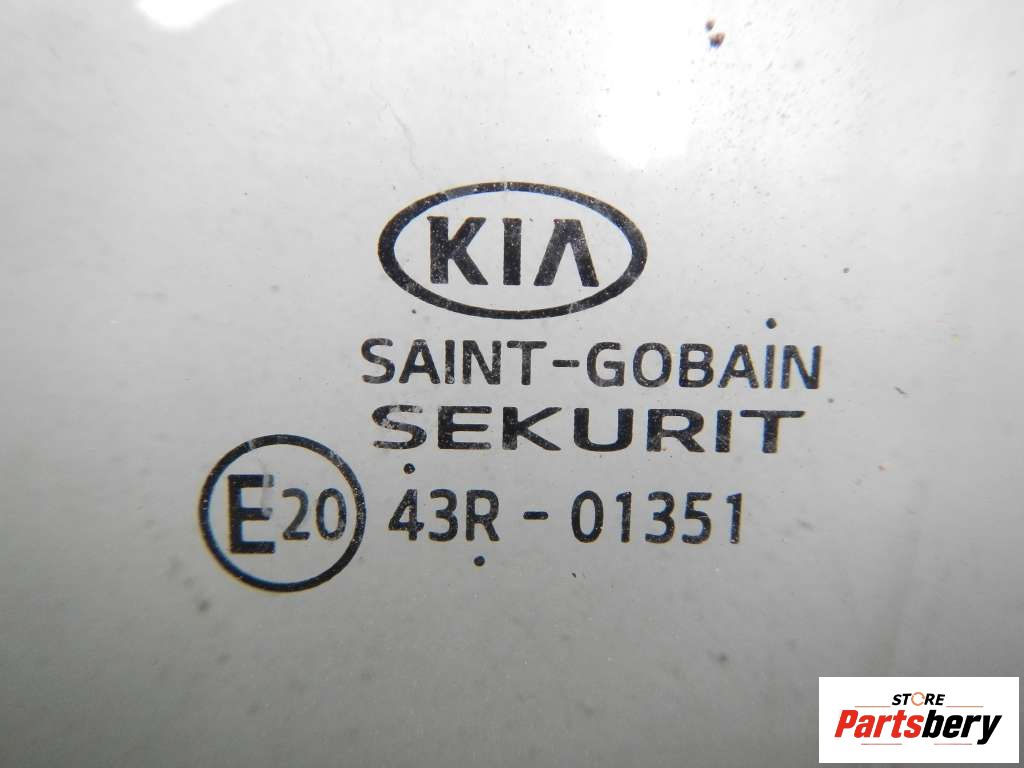 KIA
SAINT-GOBAIN
SEKURIT
E20 43R - 01351
STORE
Partsbery